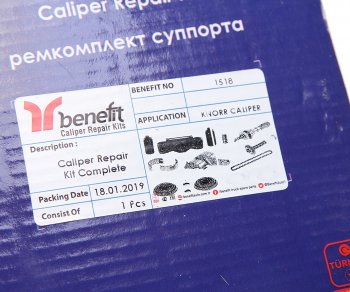 Caliper Repair
ремкомплект суппорта
benefit
Caliper Repair Kits
BENEFIT NO
1518
APPLICATION
KNORR CALIPER
Description :
Caliper Repair
Kit Complete
Packing Date
18.01.2019
Consist Of
1 Pcs